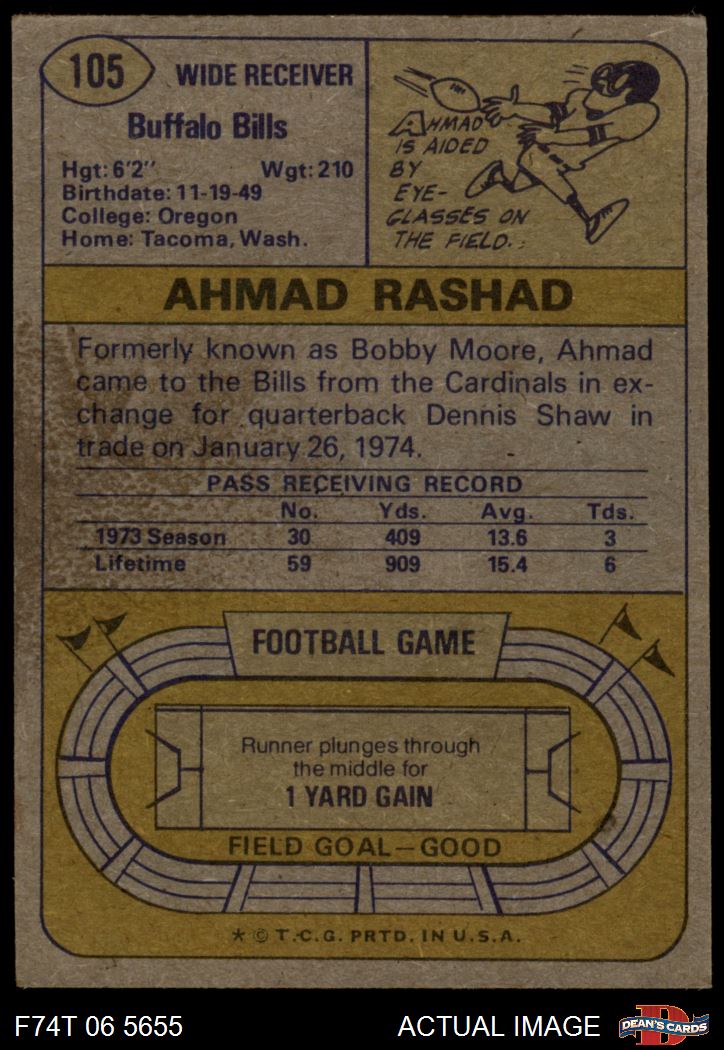 105
WIDE RECEIVER
Buffalo Bills
Hgt: 6'2'' Wgt: 210
Birthdate: 11-19-49
College: Oregon
Home: Tacoma, Wash.
AHMAD
IS AIDED
BY
EYE-
GLASSES ON
THE FIELD.
AHMAD RASHAD
Formerly known as Bobby Moore, Ahmad
came to the Bills from the Cardinals in ex-
change for quarterback Dennis Shaw in
trade on January 26, 1974.
PASS RECEIVING RECORD
No. Yds. Avg. Tds.
1973 Season 30 409 13.6 3
Lifetime 59 909 15.4 6
FOOTBALL GAME
Runner plunges through
the middle for
1 YARD GAIN
FIELD GOAL—GOOD
* © T.C.G. PRTD. IN U.S.A.
F74T 06 5655 ACTUAL IMAGE D DEAN'S CARDS